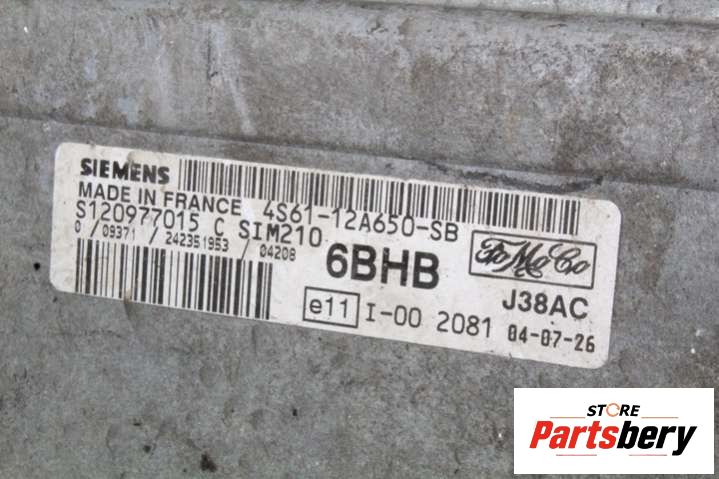 SIEMENS
MADE IN FRANCE 4S61-12A650-SB
S120977015 C SIM210
0 / 09371 / 242351953 / 04208
6BHB
FoMoCo
J38AC
e11 I-00 2081 04-07-26
STORE
Partsbery